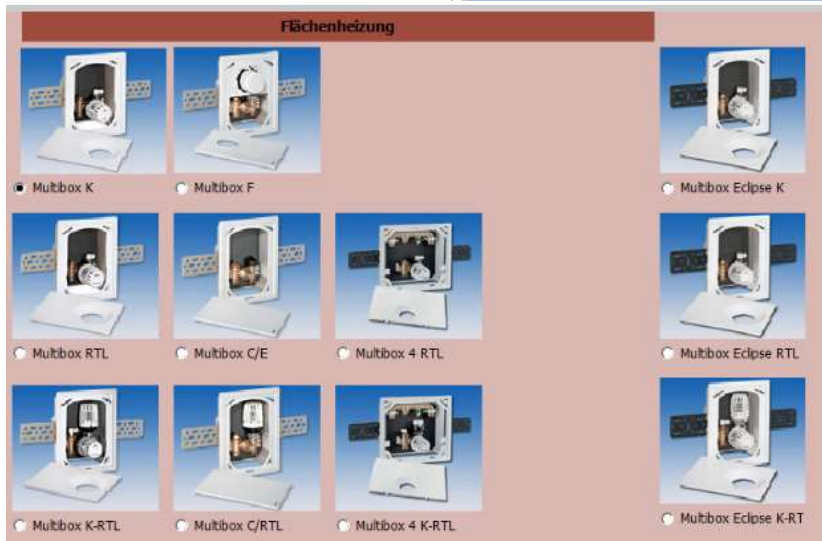 Flächenheizung
Multibox K
Multibox F
Multibox Eclipse K
Multibox RTL
Multibox C/E
Multibox 4 RTL
Multibox Eclipse RTL
Multibox K-RTL
Multibox C/RTL
Multibox 4 K-RTL
Multibox Eclipse K-RT